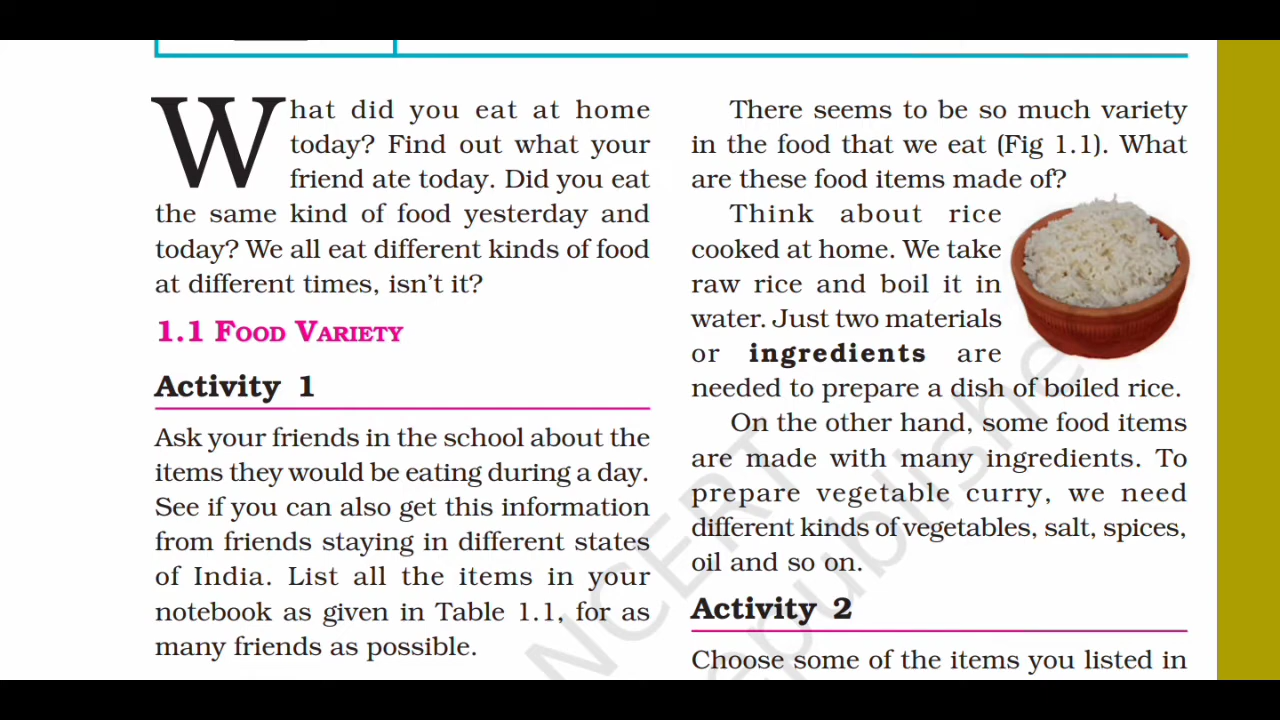 What did you eat at home
today? Find out what your
friend ate today. Did you eat
the same kind of food yesterday and
today? We all eat different kinds of food
at different times, isn't it?
1.1 FOOD VARIETY
Activity 1
Ask your friends in the school about the
items they would be eating during a day.
See if you can also get this information
from friends staying in different states
of India. List all the items in your
notebook as given in Table 1.1, for as
many friends as possible.
There seems to be so much variety
in the food that we eat (Fig 1.1). What
are these food items made of?
Think about rice
cooked at home. We take
raw rice and boil it in
water. Just two materials
or ingredients are
needed to prepare a dish of boiled rice.
On the other hand, some food items
are made with many ingredients. To
prepare vegetable curry, we need
different kinds of vegetables, salt, spices,
oil and so on.
Activity 2
Choose some of the items you listed in
NCERT